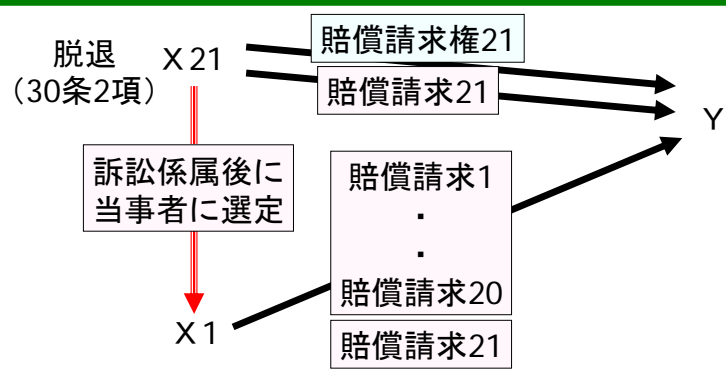 脱退
(30条2項)
X21
賠償請求権21
賠償請求21
Y
訴訟係属後に
当事者に選定
賠償請求1
・
・
賠償請求20
X1
賠償請求21